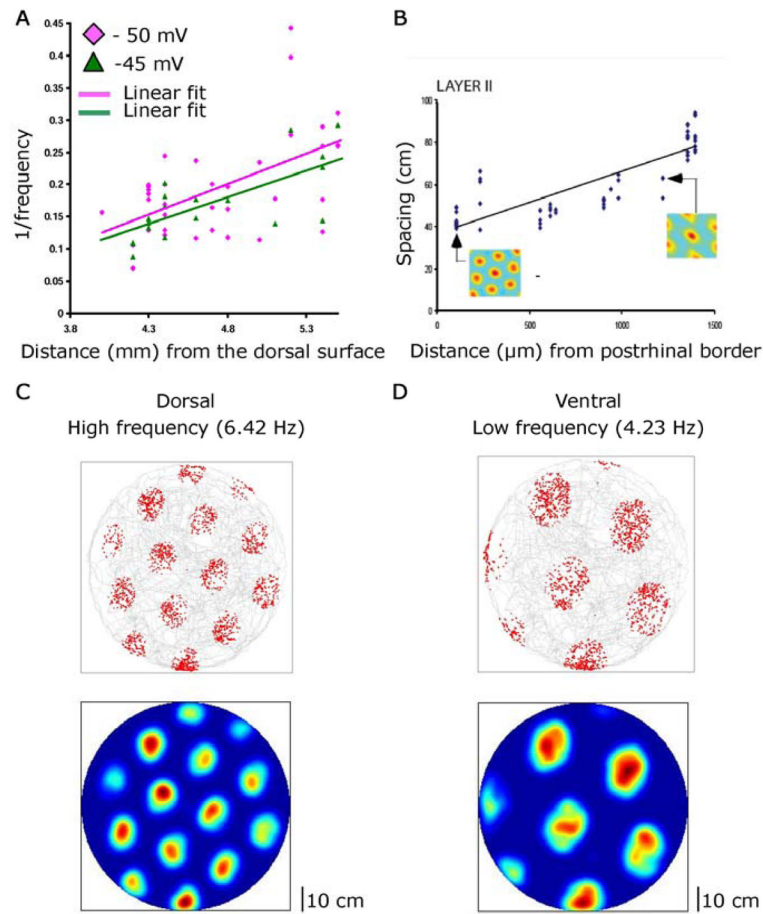 A
0.45
0.4
0.35
0.3
0.25
0.2
0.15
0.1
0.05
0
1/frequency
- 50 mV
-45 mV
Linear fit
Linear fit
3.8
4.3
4.8
5.3
Distance (mm) from the dorsal surface
B
LAYER II
100
80
60
40
20
0
Spacing (cm)
-
0
500
1000
1500
Distance (µm) from postrhinal border
C
Dorsal
High frequency (6.42 Hz)
10 cm
D
Ventral
Low frequency (4.23 Hz)
10 cm